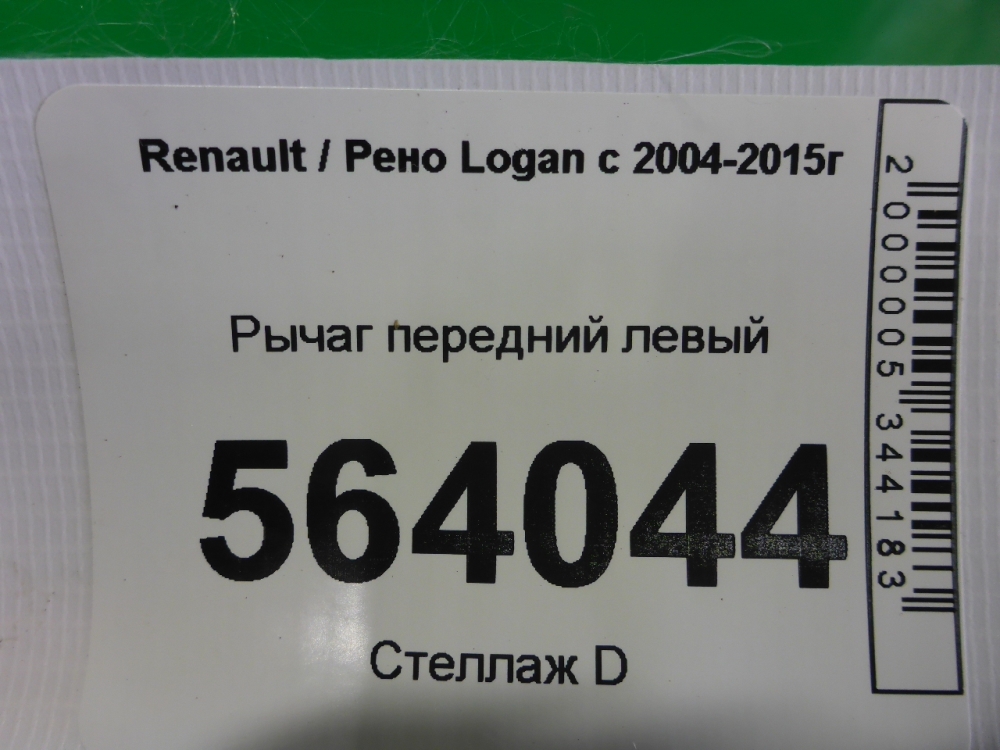 Renault / Рено Logan с 2004-2015г
Рычаг передний левый
564044
Стеллаж D
2000005344183